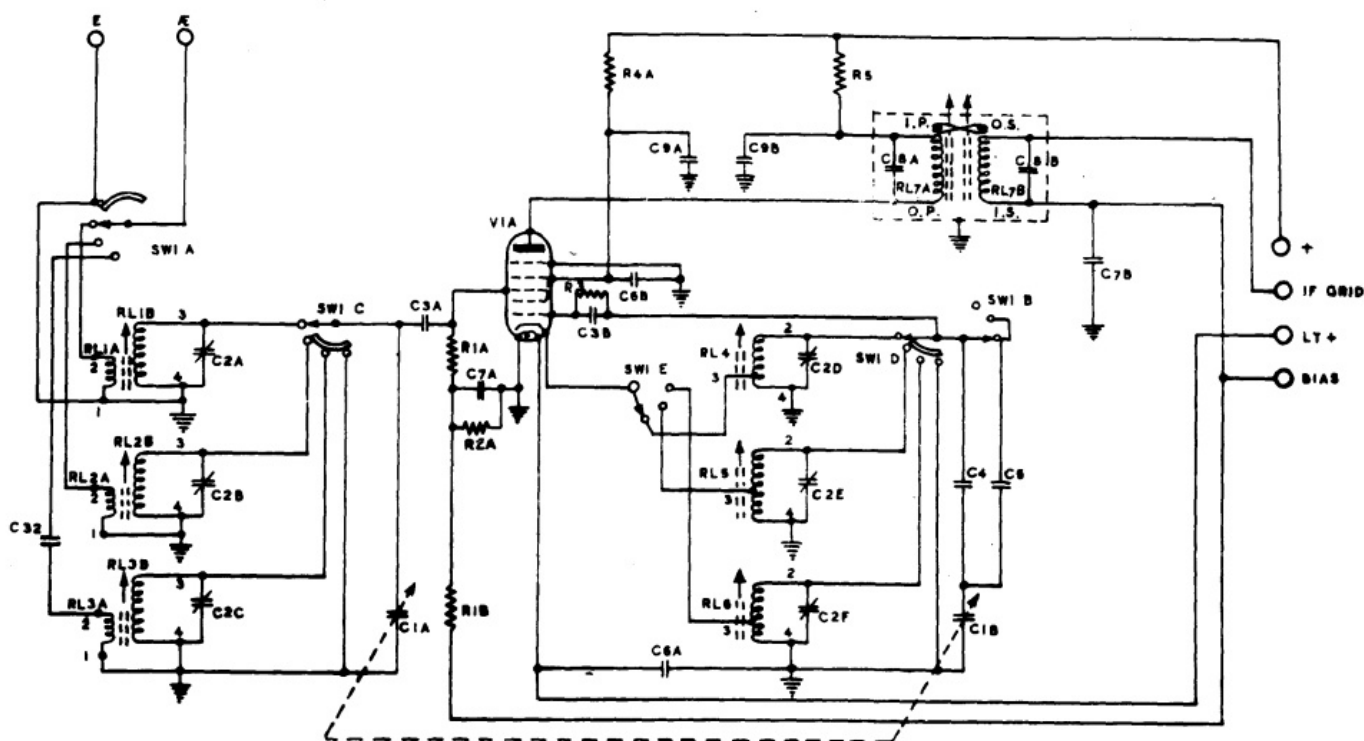 E Æ
R4A R5
I.P. O.S.
C9A C9B C8A C8B
RL7A RL7B
O.P. I.S.
V1A
SW1 A
+
C7B
C6B
IF GRID
SW1 B
C3B
RL1B 3 SW1 C C3A
LT+
RL1A
2
C2A
R1A
RL4 2
SW1 D
C2D
BIAS
C7A SW1 E
3
4
4
1
R2A
RL2B 3
RL2A
2
C2B
RL5 2
C2E C4 C5
3
4
4
1
C32
RL3B 3
RL3A
2
C2C
C1A
R1B
RL6 2
C2F
3
C1B
4
4
1
C6A